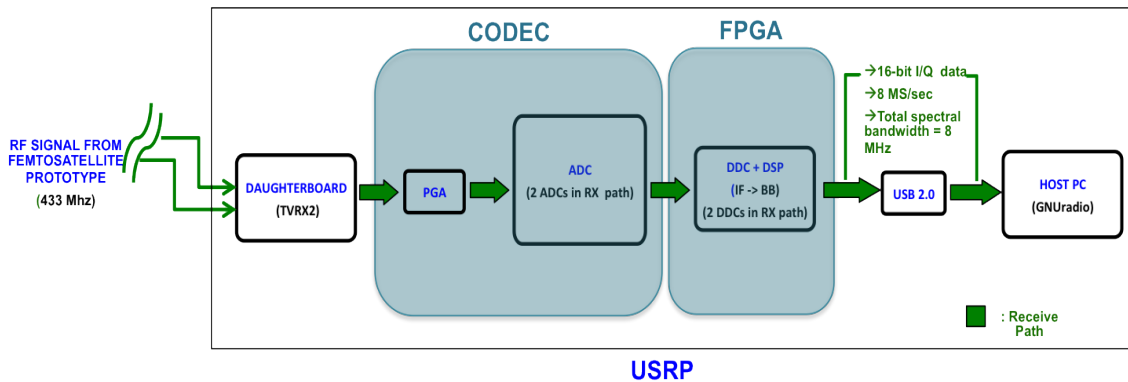 CODEC
FPGA
→16-bit I/Q data
→8 MS/sec
→Total spectral
bandwidth = 8
MHz
RF SIGNAL FROM
FEMTOSATELLITE
PROTOTYPE
(433 Mhz)
DAUGHTERBOARD
(TVRX2)
PGA
ADC
(2 ADCs in RX path)
DDC + DSP
(IF -> BB)
(2 DDCs in RX path)
USB 2.0
HOST PC
(GNUradio)
: Receive
Path
USRP